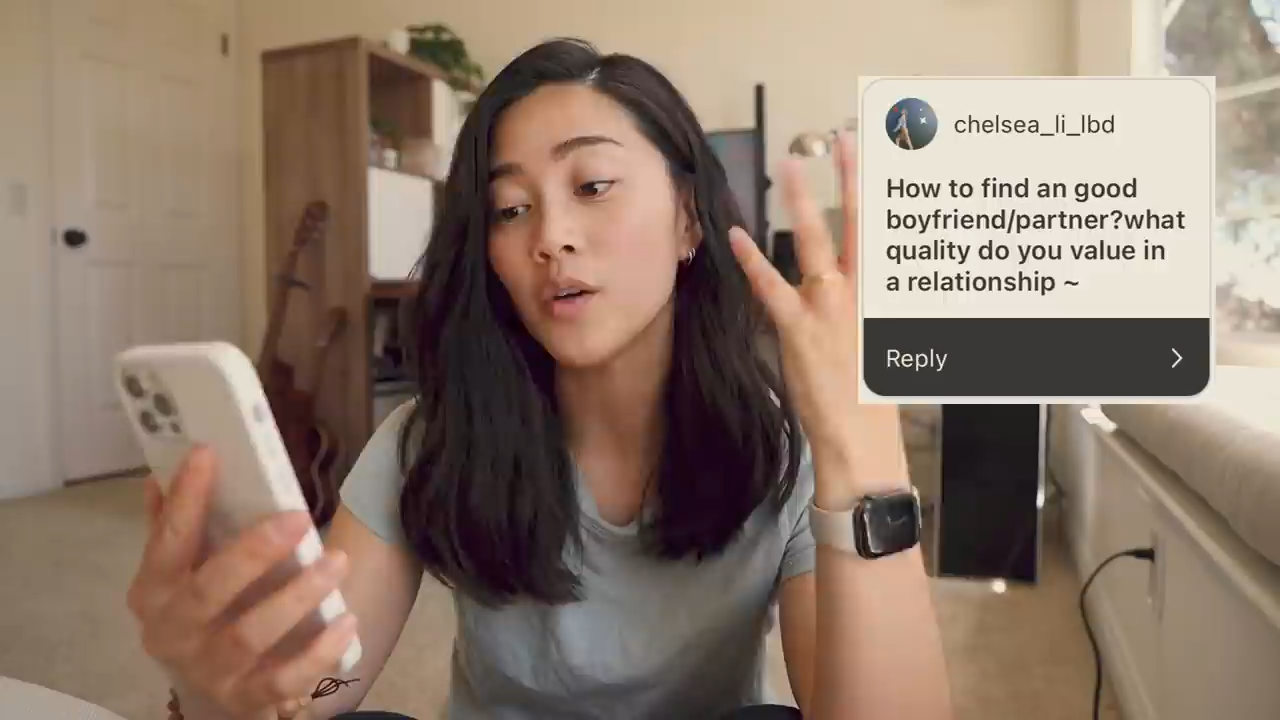 chelsea_li_lbd
How to find an good
boyfriend/partner?what
quality do you value in
a relationship ~
Reply